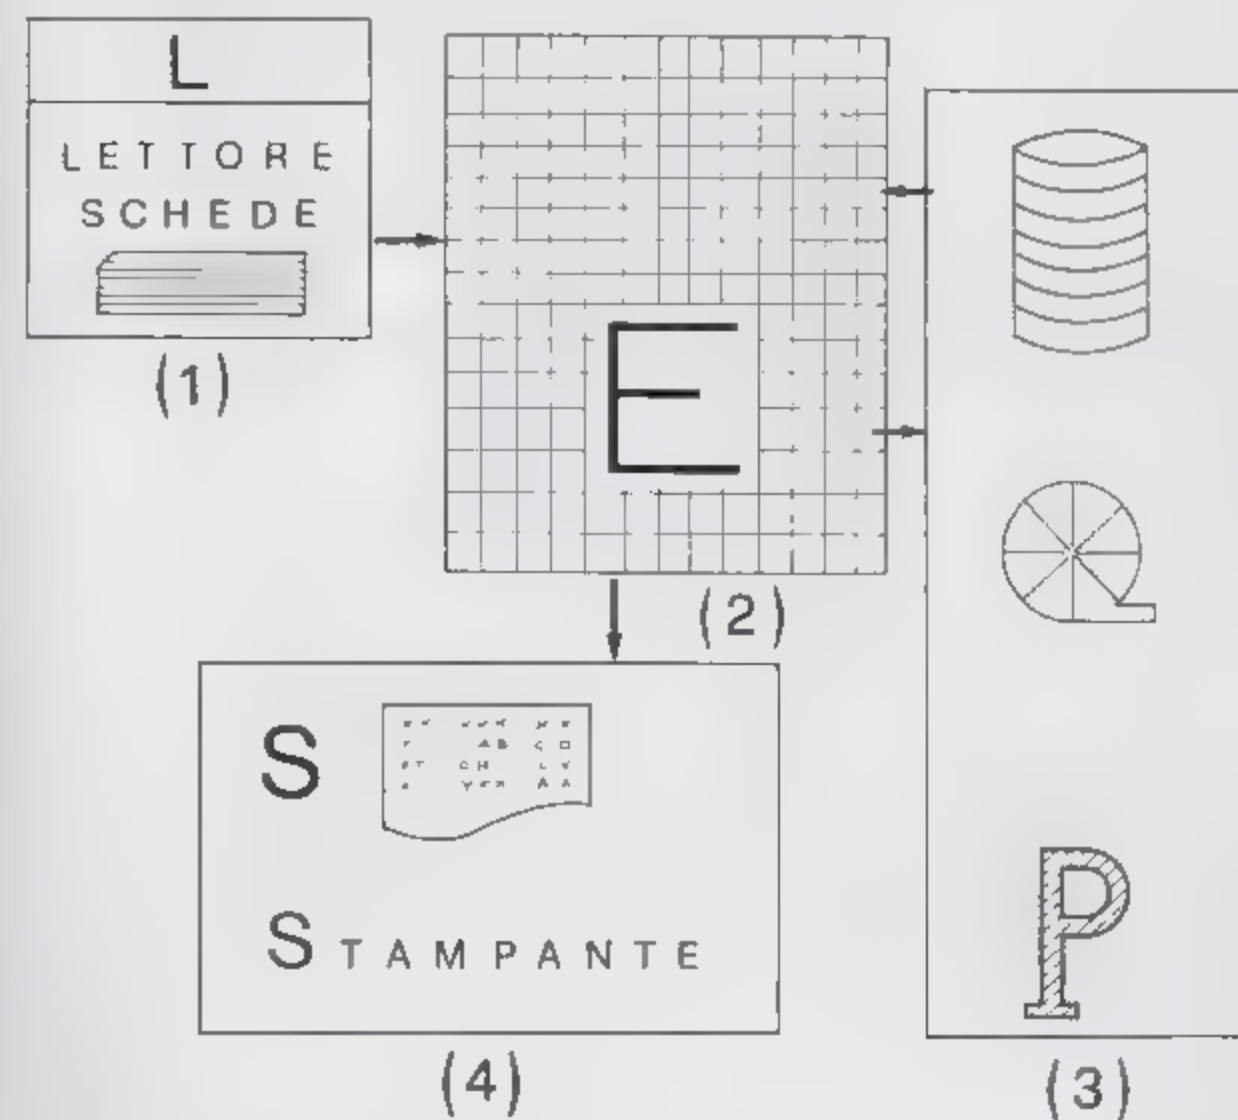 L
LETTORE
SCHEDE
(1)
E
(2)
S
STAMPANTE
(4)
P
(3)